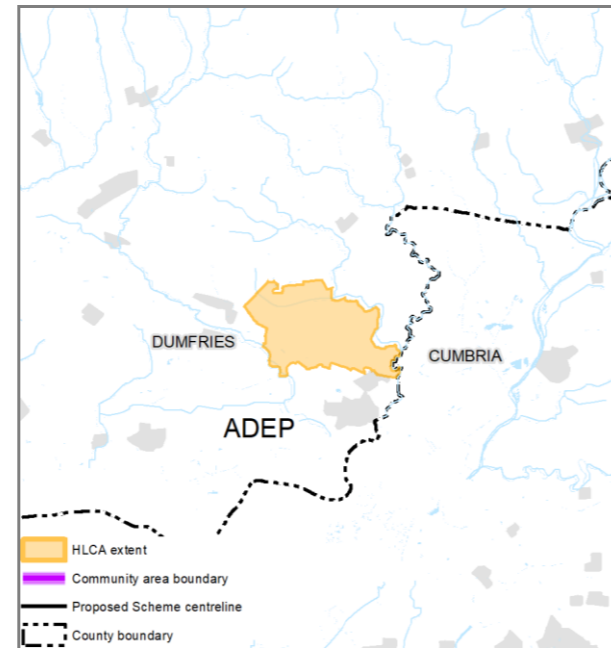 DUMFRIES
CUMBRIA
ADEP
HLCA extent
Community area boundary
Proposed Scheme centreline
County boundary